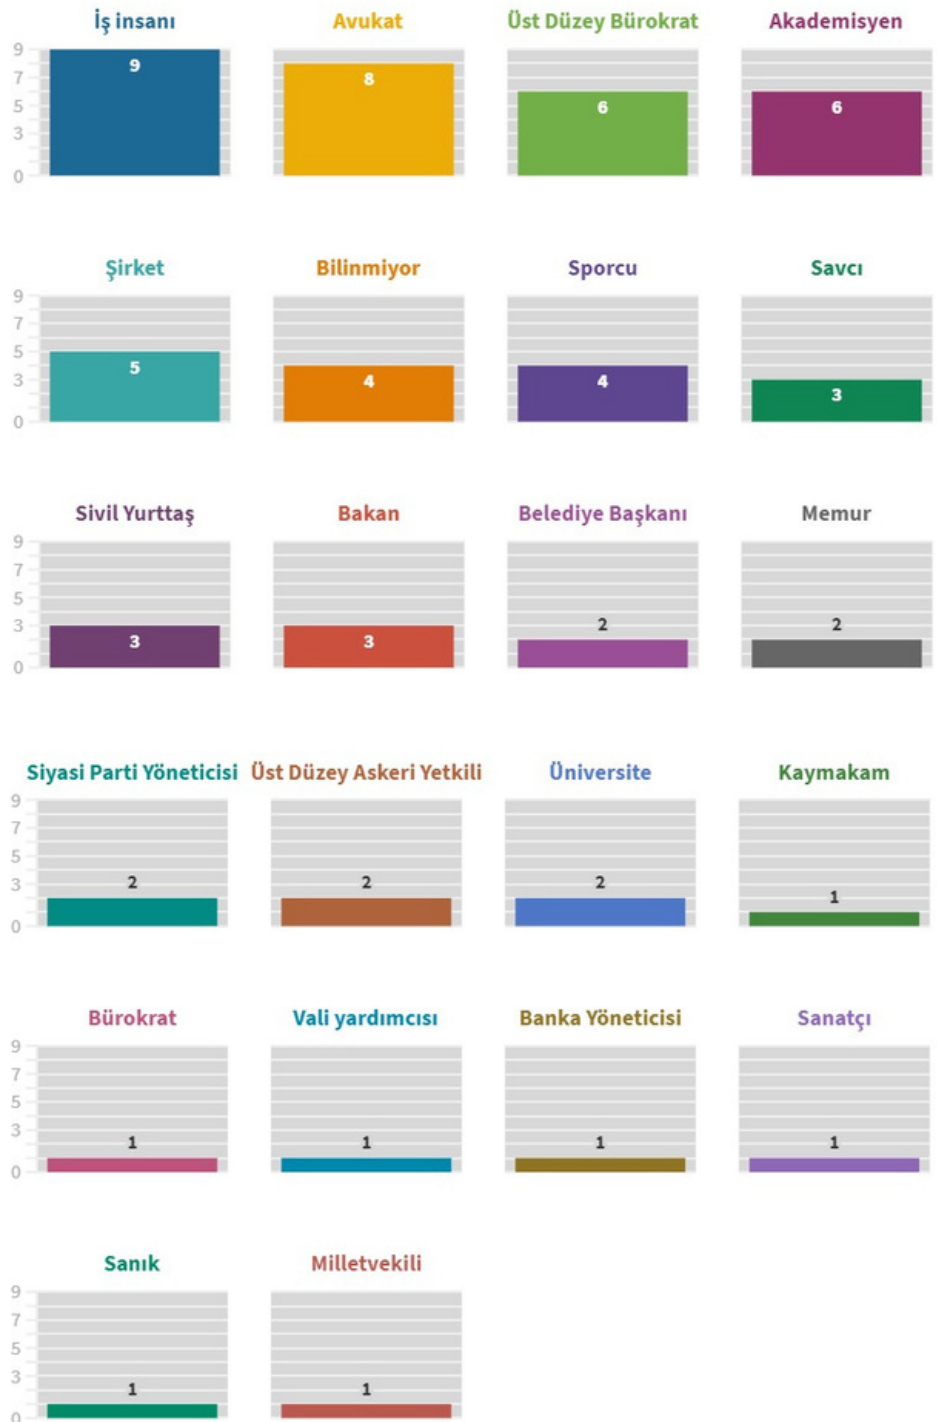 İş insanı Avukat Üst Düzey Bürokrat Akademisyen
9
7
5
3
0
9 8 6 6
Şirket Bilinmiyor Sporcu Savcı
9
7
5
3
0
5 4 4 3
Sivil Yurttaş Bakan Belediye Başkanı Memur
9
7
5
3
0
3 3 2 2
Siyasi Parti Yöneticisi Üst Düzey Askeri Yetkili Üniversite Kaymakam
9
7
5
3
0
2 2 2 1
Bürokrat Vali yardımcısı Banka Yöneticisi Sanatçı
9
7
5
3
0
1 1 1 1
Sanık Milletvekili
9
7
5
3
0
1 1